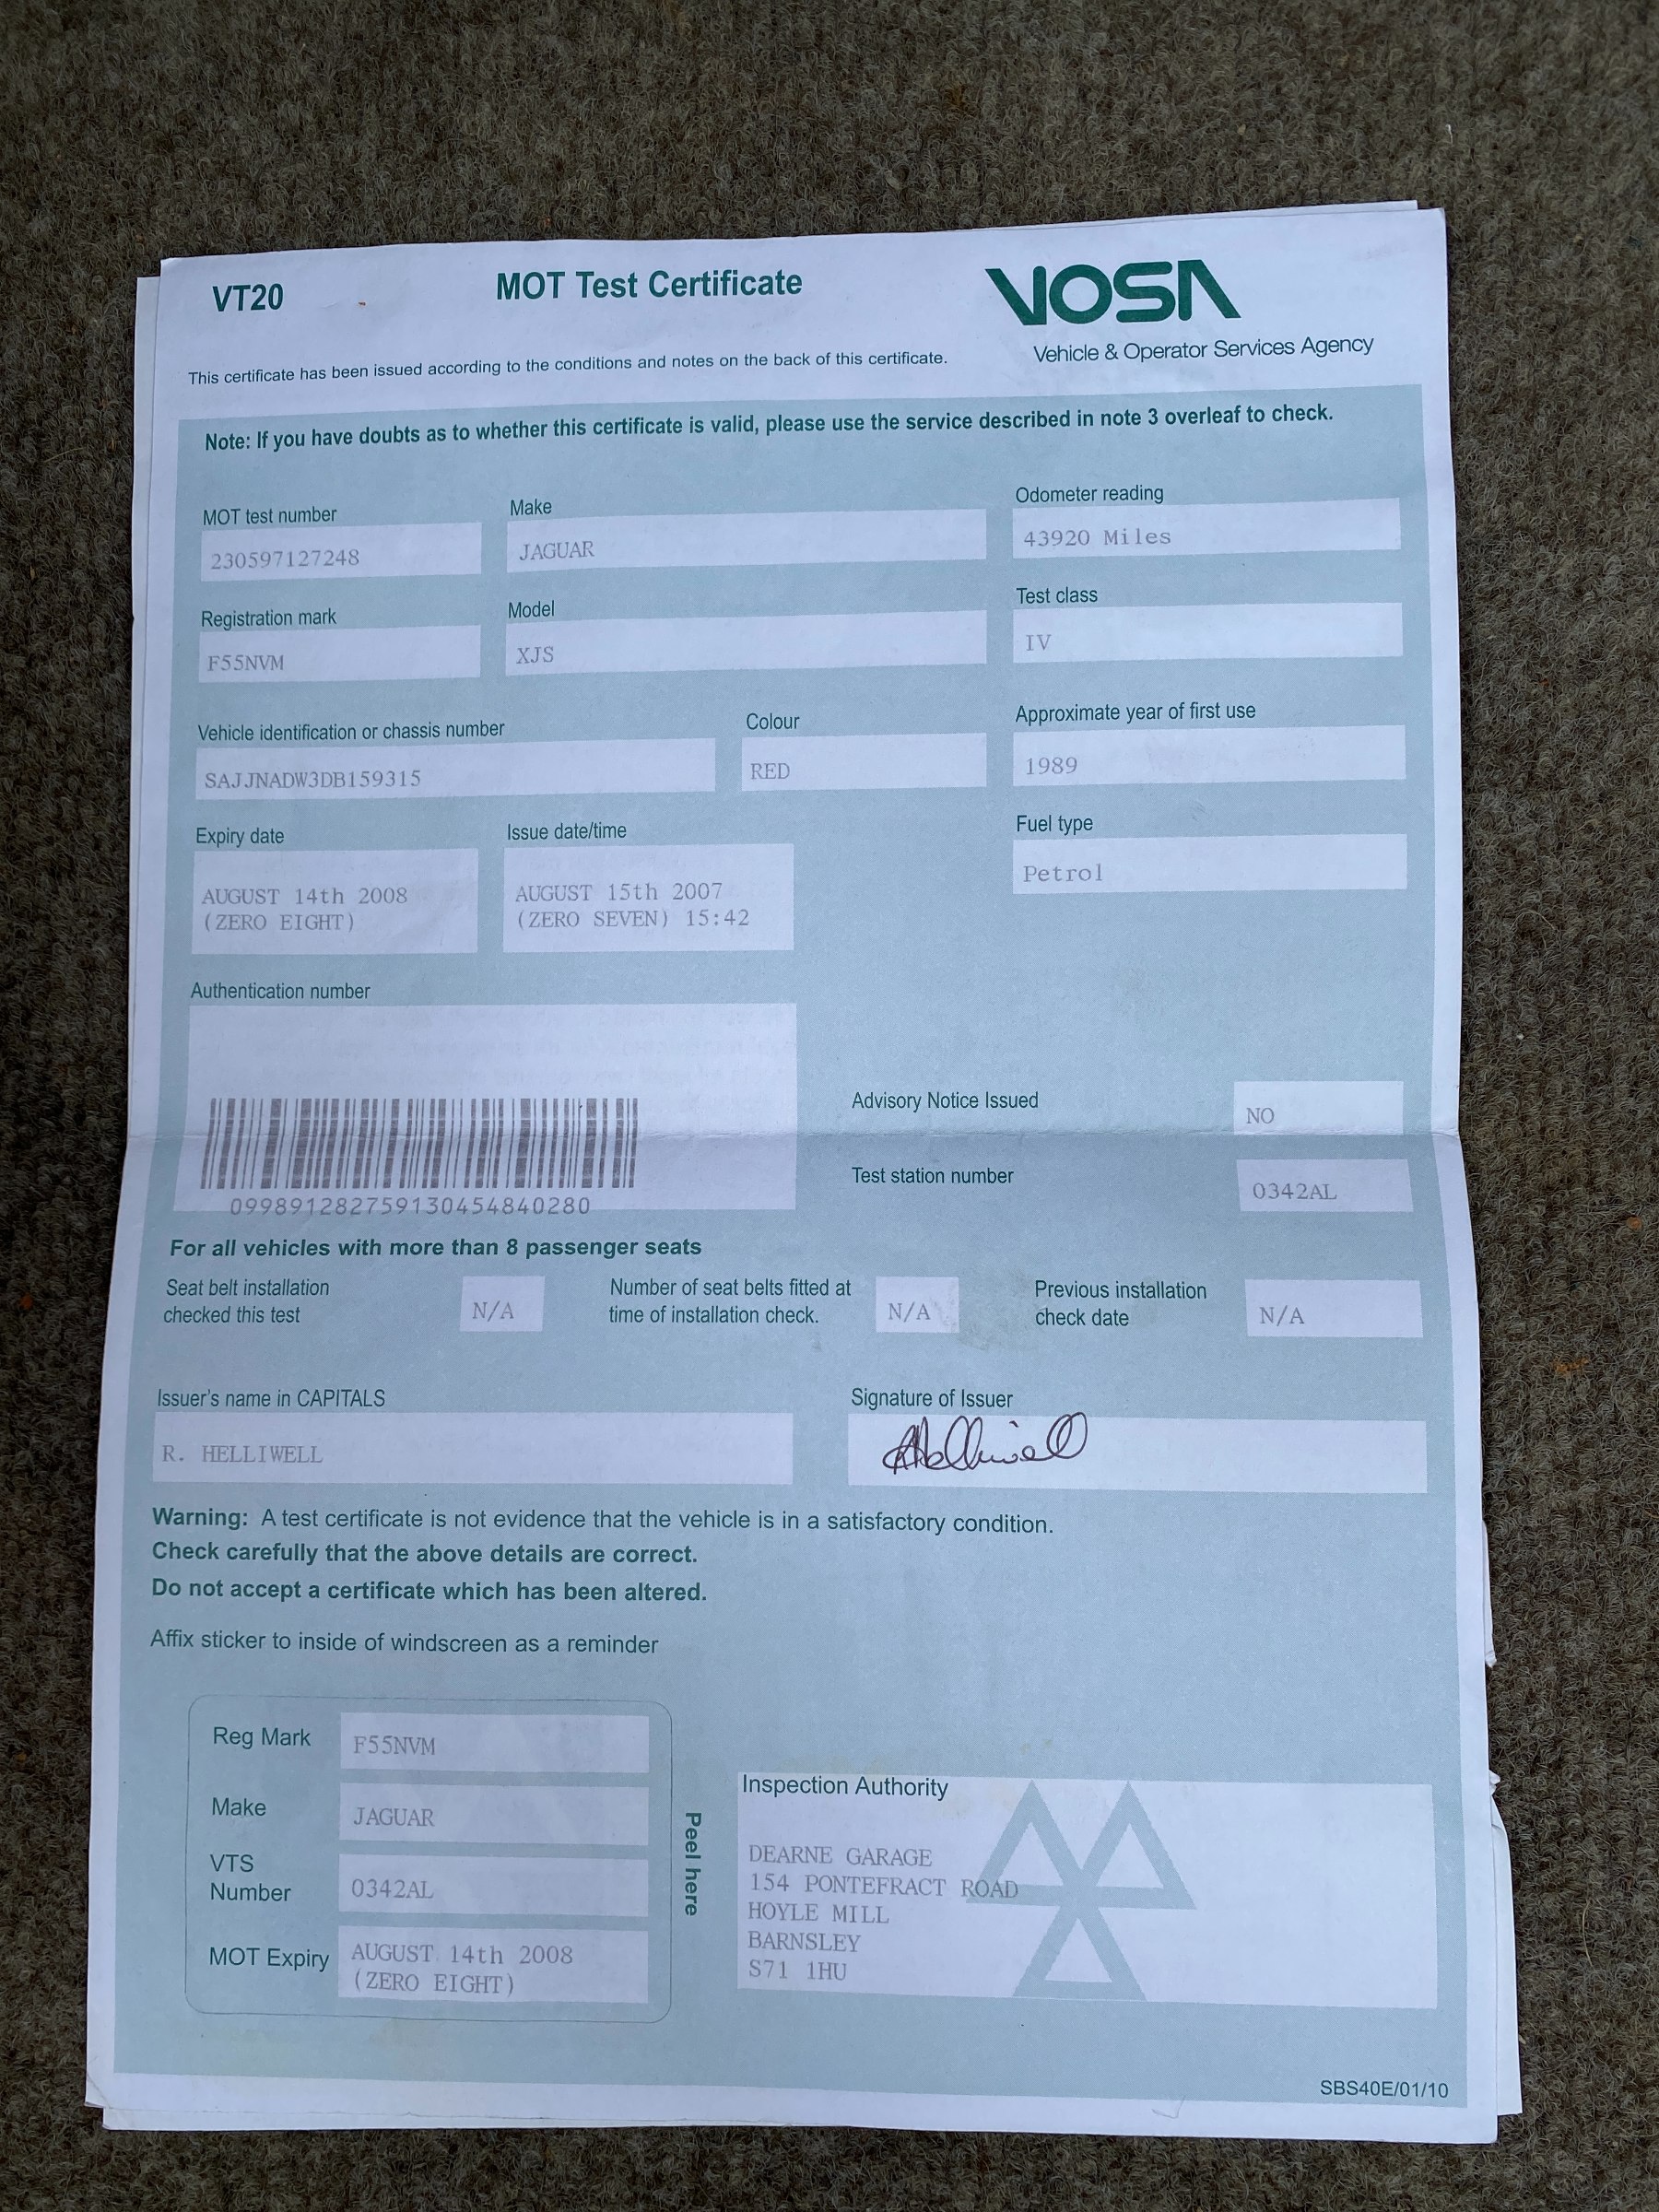 VT20
MOT Test Certificate
VOSA
Vehicle & Operator Services Agency
This certificate has been issued according to the conditions and notes on the back of this certificate.
Note: If you have doubts as to whether this certificate is valid, please use the service described in note 3 overleaf to check.
MOT test number
230597127248
Make
JAGUAR
Odometer reading
43920 Miles
Registration mark
F55NVM
Model
XJS
Test class
IV
Vehicle identification or chassis number
SAJJNADW3DB159315
Colour
RED
Approximate year of first use
1989
Expiry date
AUGUST 14th 2008
(ZERO EIGHT)
Issue date/time
AUGUST 15th 2007
(ZERO SEVEN) 15:42
Fuel type
Petrol
Authentication number
099891282759130454840280
Advisory Notice Issued
NO
Test station number
0342AL
For all vehicles with more than 8 passenger seats
Seat belt installation
checked this test
N/A
Number of seat belts fitted at
time of installation check.
N/A
Previous installation
check date
N/A
Issuer's name in CAPITALS
R. HELLIWELL
Signature of Issuer
Helliwell
Warning: A test certificate is not evidence that the vehicle is in a satisfactory condition.
Check carefully that the above details are correct.
Do not accept a certificate which has been altered.
Affix sticker to inside of windscreen as a reminder
Reg Mark
F55NVM
Make
JAGUAR
VTS
Number
0342AL
MOT Expiry
AUGUST 14th 2008
(ZERO EIGHT)
Peel here
Inspection Authority
DEARNE GARAGE
154 PONTEFRACT ROAD
HOYLE MILL
BARNSLEY
S71 1HU
SBS40E/01/10